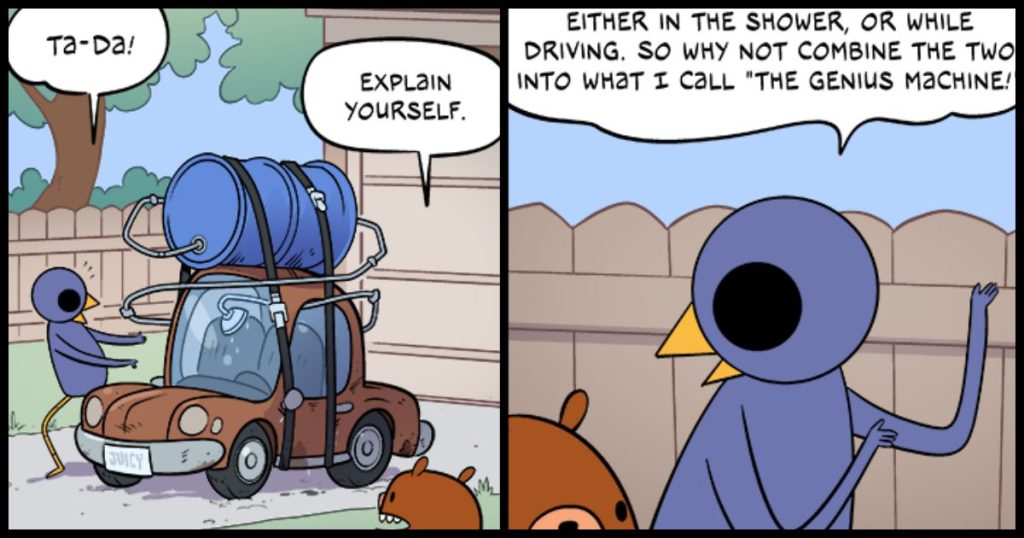 Ta-Da!
EXPLAIN
YOURSELF.
JUICY
EITHER IN THE SHOWER, OR WHILE
DRIVING. SO WHY NOT COMBINE THE TWO
INTO WHaT I CaLL "THE GENIUS MaCHINE!